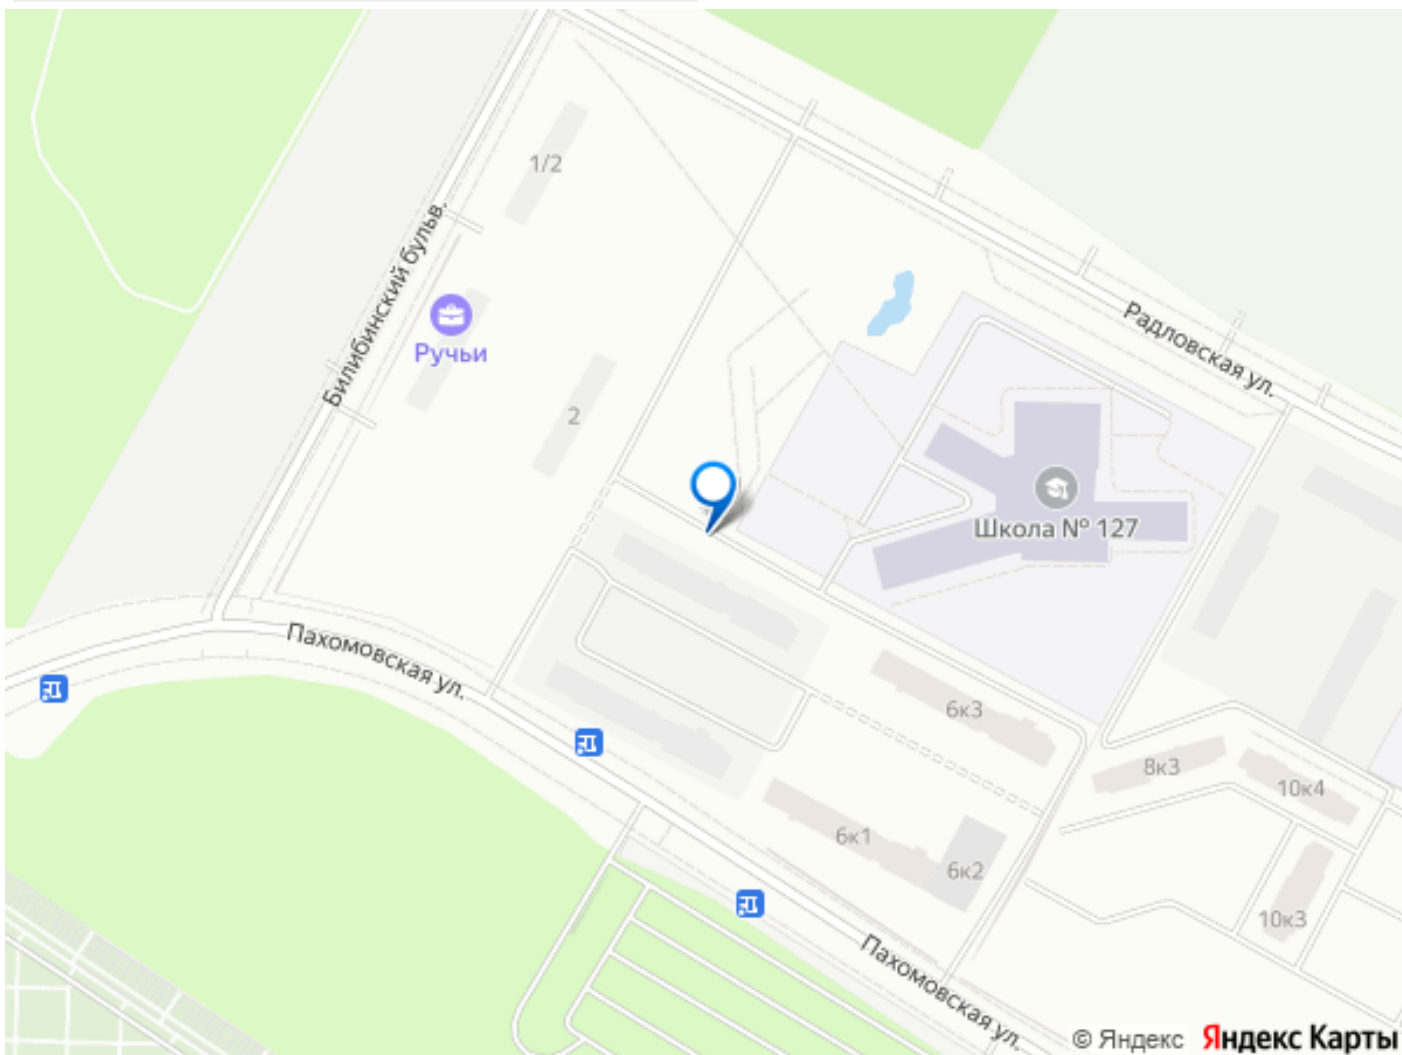 1/2
Билибинский бульв.
Ручьи
2
Радловская ул.
Школа № 127
Пахомовская ул.
6к3
8к3
10к4
6к1
6к2
10к3
Пахомовская ул.
© Яндекс Яндекс Карты